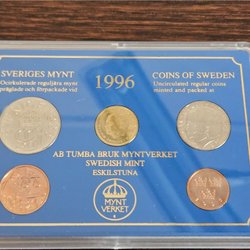 SVERIGES MYNT
Ocirkulerade reguljära mynt
präglade och förpackade vid
1996
COINS OF SWEDEN
Uncirculated regular coins
minted and packed at
AB TUMBA BRUK MYNTVERKET
SWEDISH MINT
ESKILSTUNA
MYNT
VERKET